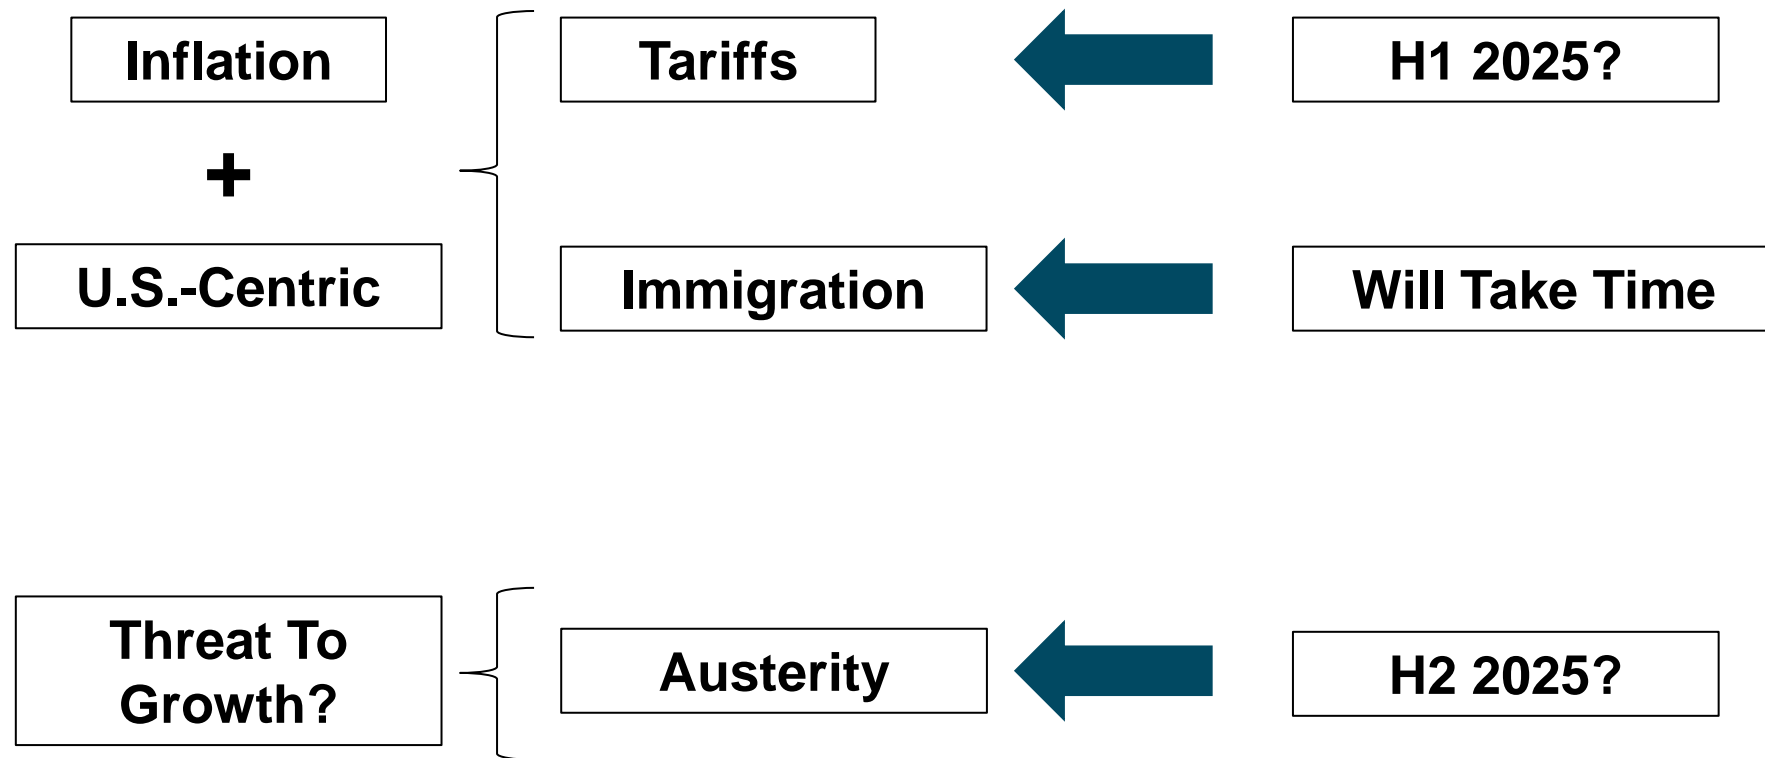 Inflation
Tariffs
H1 2025?
+
U.S.-Centric
Immigration
Will Take Time
Threat To
Growth?
Austerity
H2 2025?